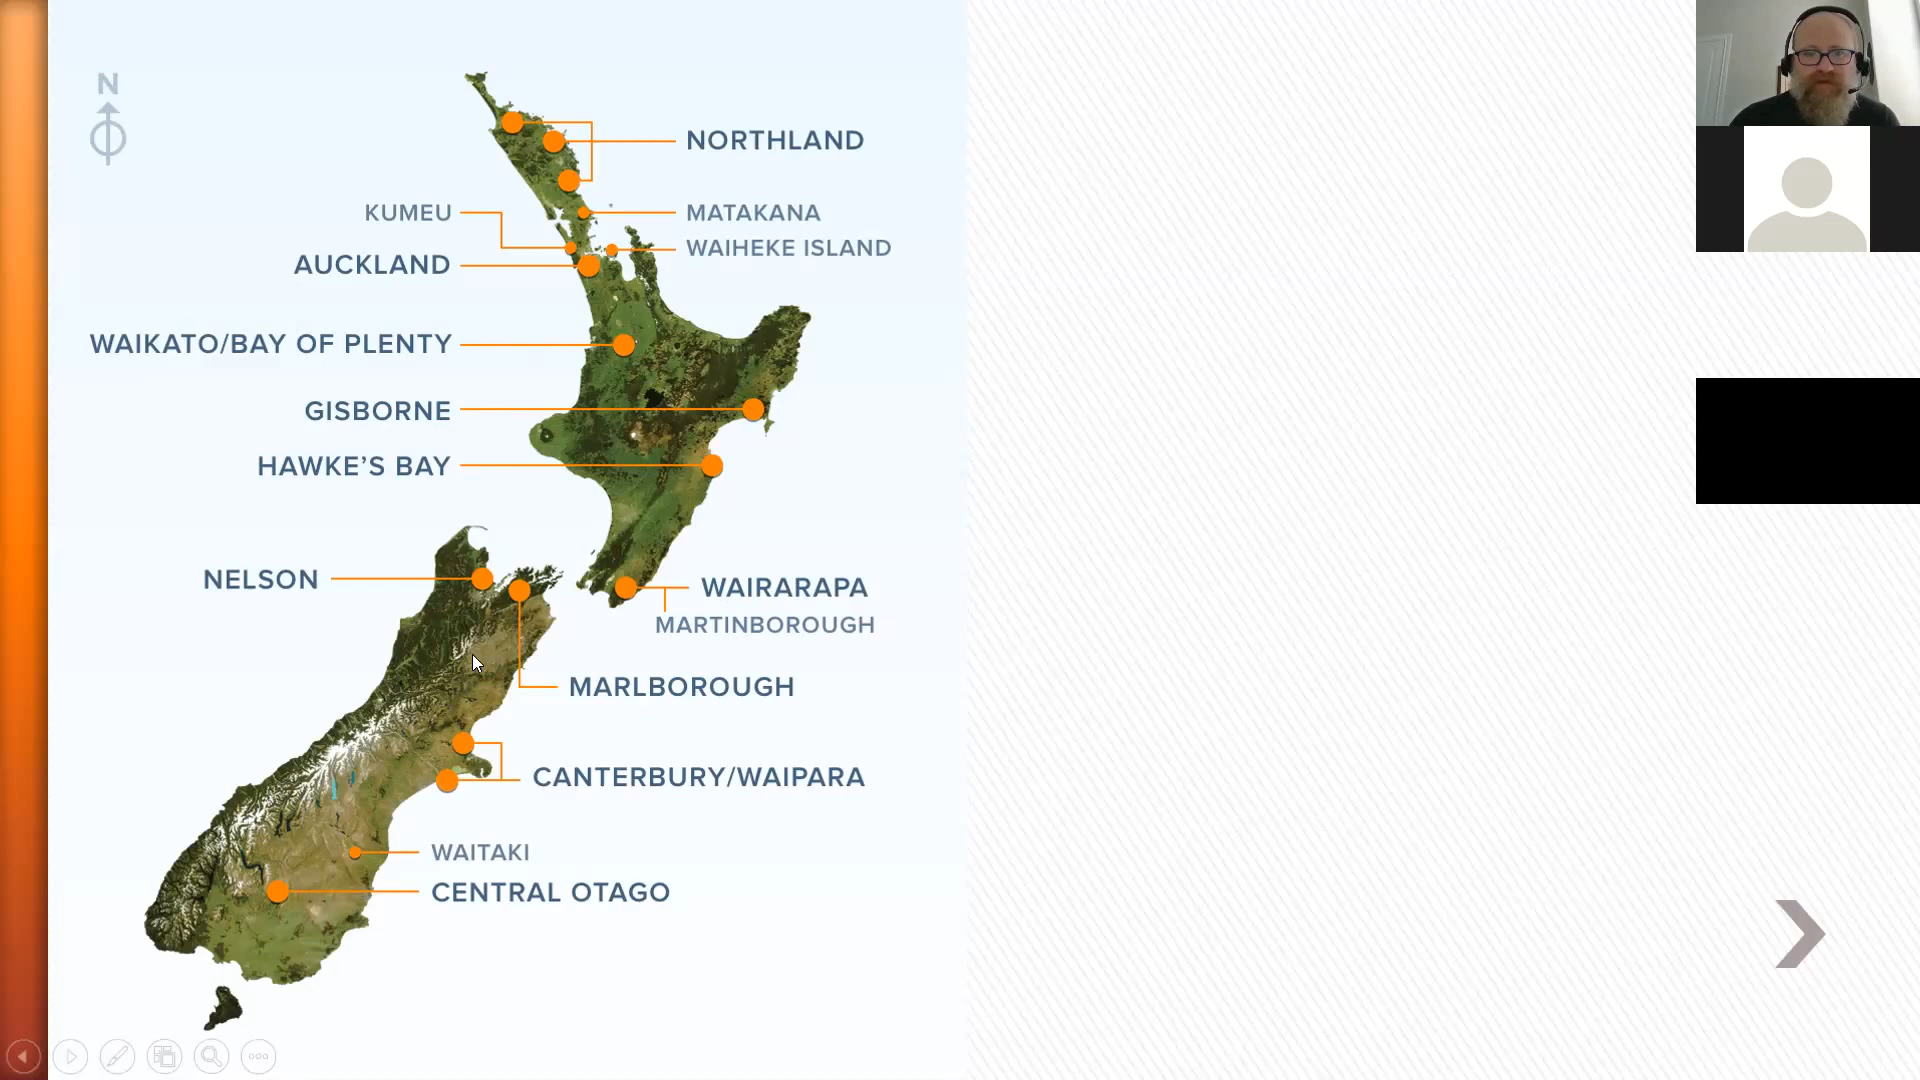 N
NORTHLAND
KUMEU
MATAKANA
WAIHEKE ISLAND
AUCKLAND
WAIKATO/BAY OF PLENTY
GISBORNE
HAWKE’S BAY
NELSON
WAIRARAPA
MARTINBOROUGH
MARLBOROUGH
CANTERBURY/WAIPARA
WAITAKI
CENTRAL OTAGO